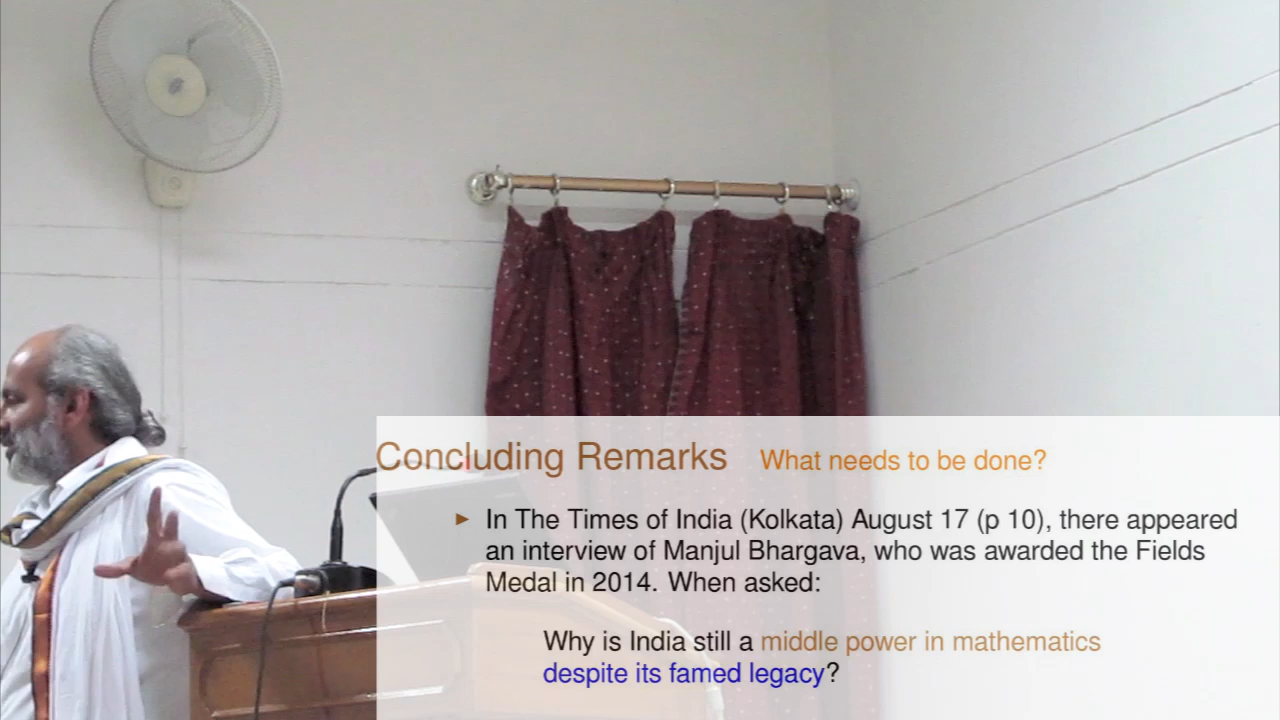 Concluding Remarks What needs to be done?
► In The Times of India (Kolkata) August 17 (p 10), there appeared
an interview of Manjul Bhargava, who was awarded the Fields
Medal in 2014. When asked:
Why is India still a middle power in mathematics
despite its famed legacy?